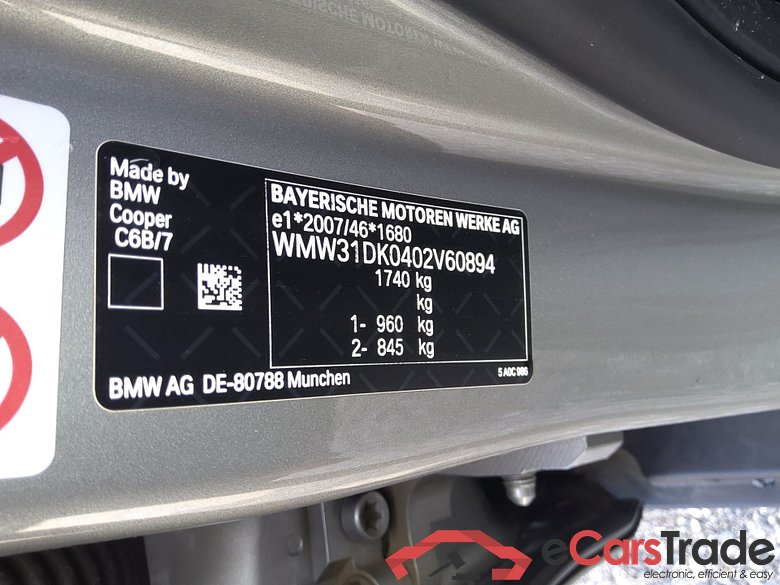 Made by
BMW
Cooper
C6B/7
BAYERISCHE MOTOREN WERKE AG
e1*2007/46*1680
WMW31DK0402V60894
1740 kg
kg
1- 960 kg
2- 845 kg
BMW AG DE-80788 Munchen
5 A0C 986
eCarsTrade
electronic, efficient & easy